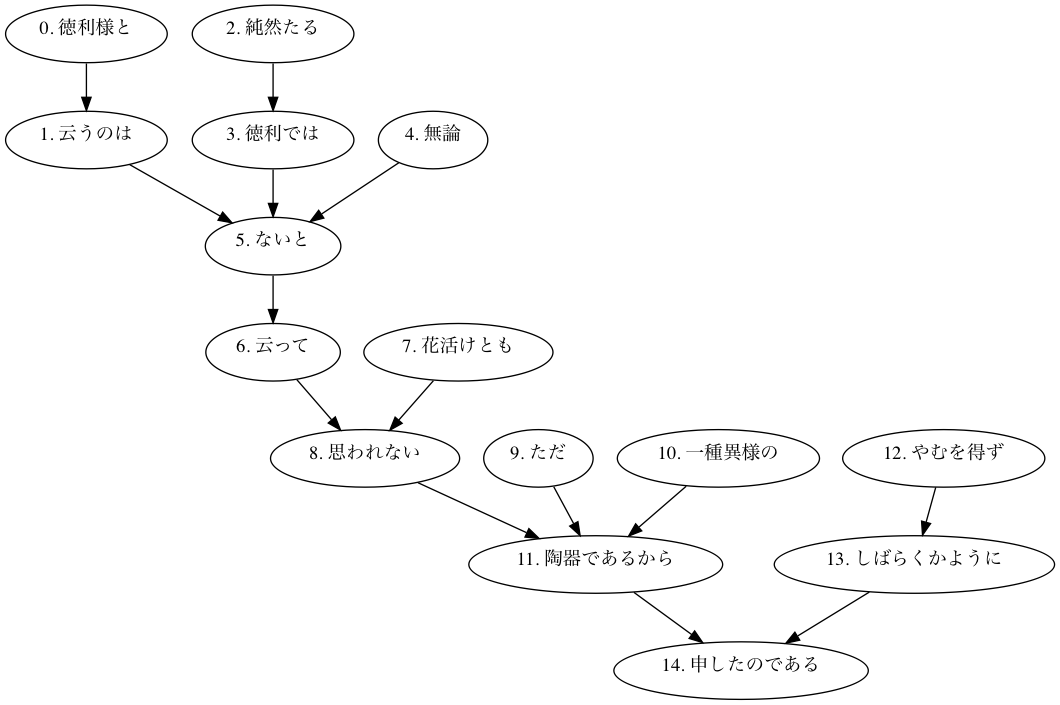 0. 徳利様と
2. 純然たる
1. 云うのは
3. 徳利では
4. 無論
5. ないと
6. 云って
7. 花活けとも
8. 思われない
9. ただ
10. 一種異様の
12. やむを得ず
11. 陶器であるから
13. しばらくかように
14. 申したのである